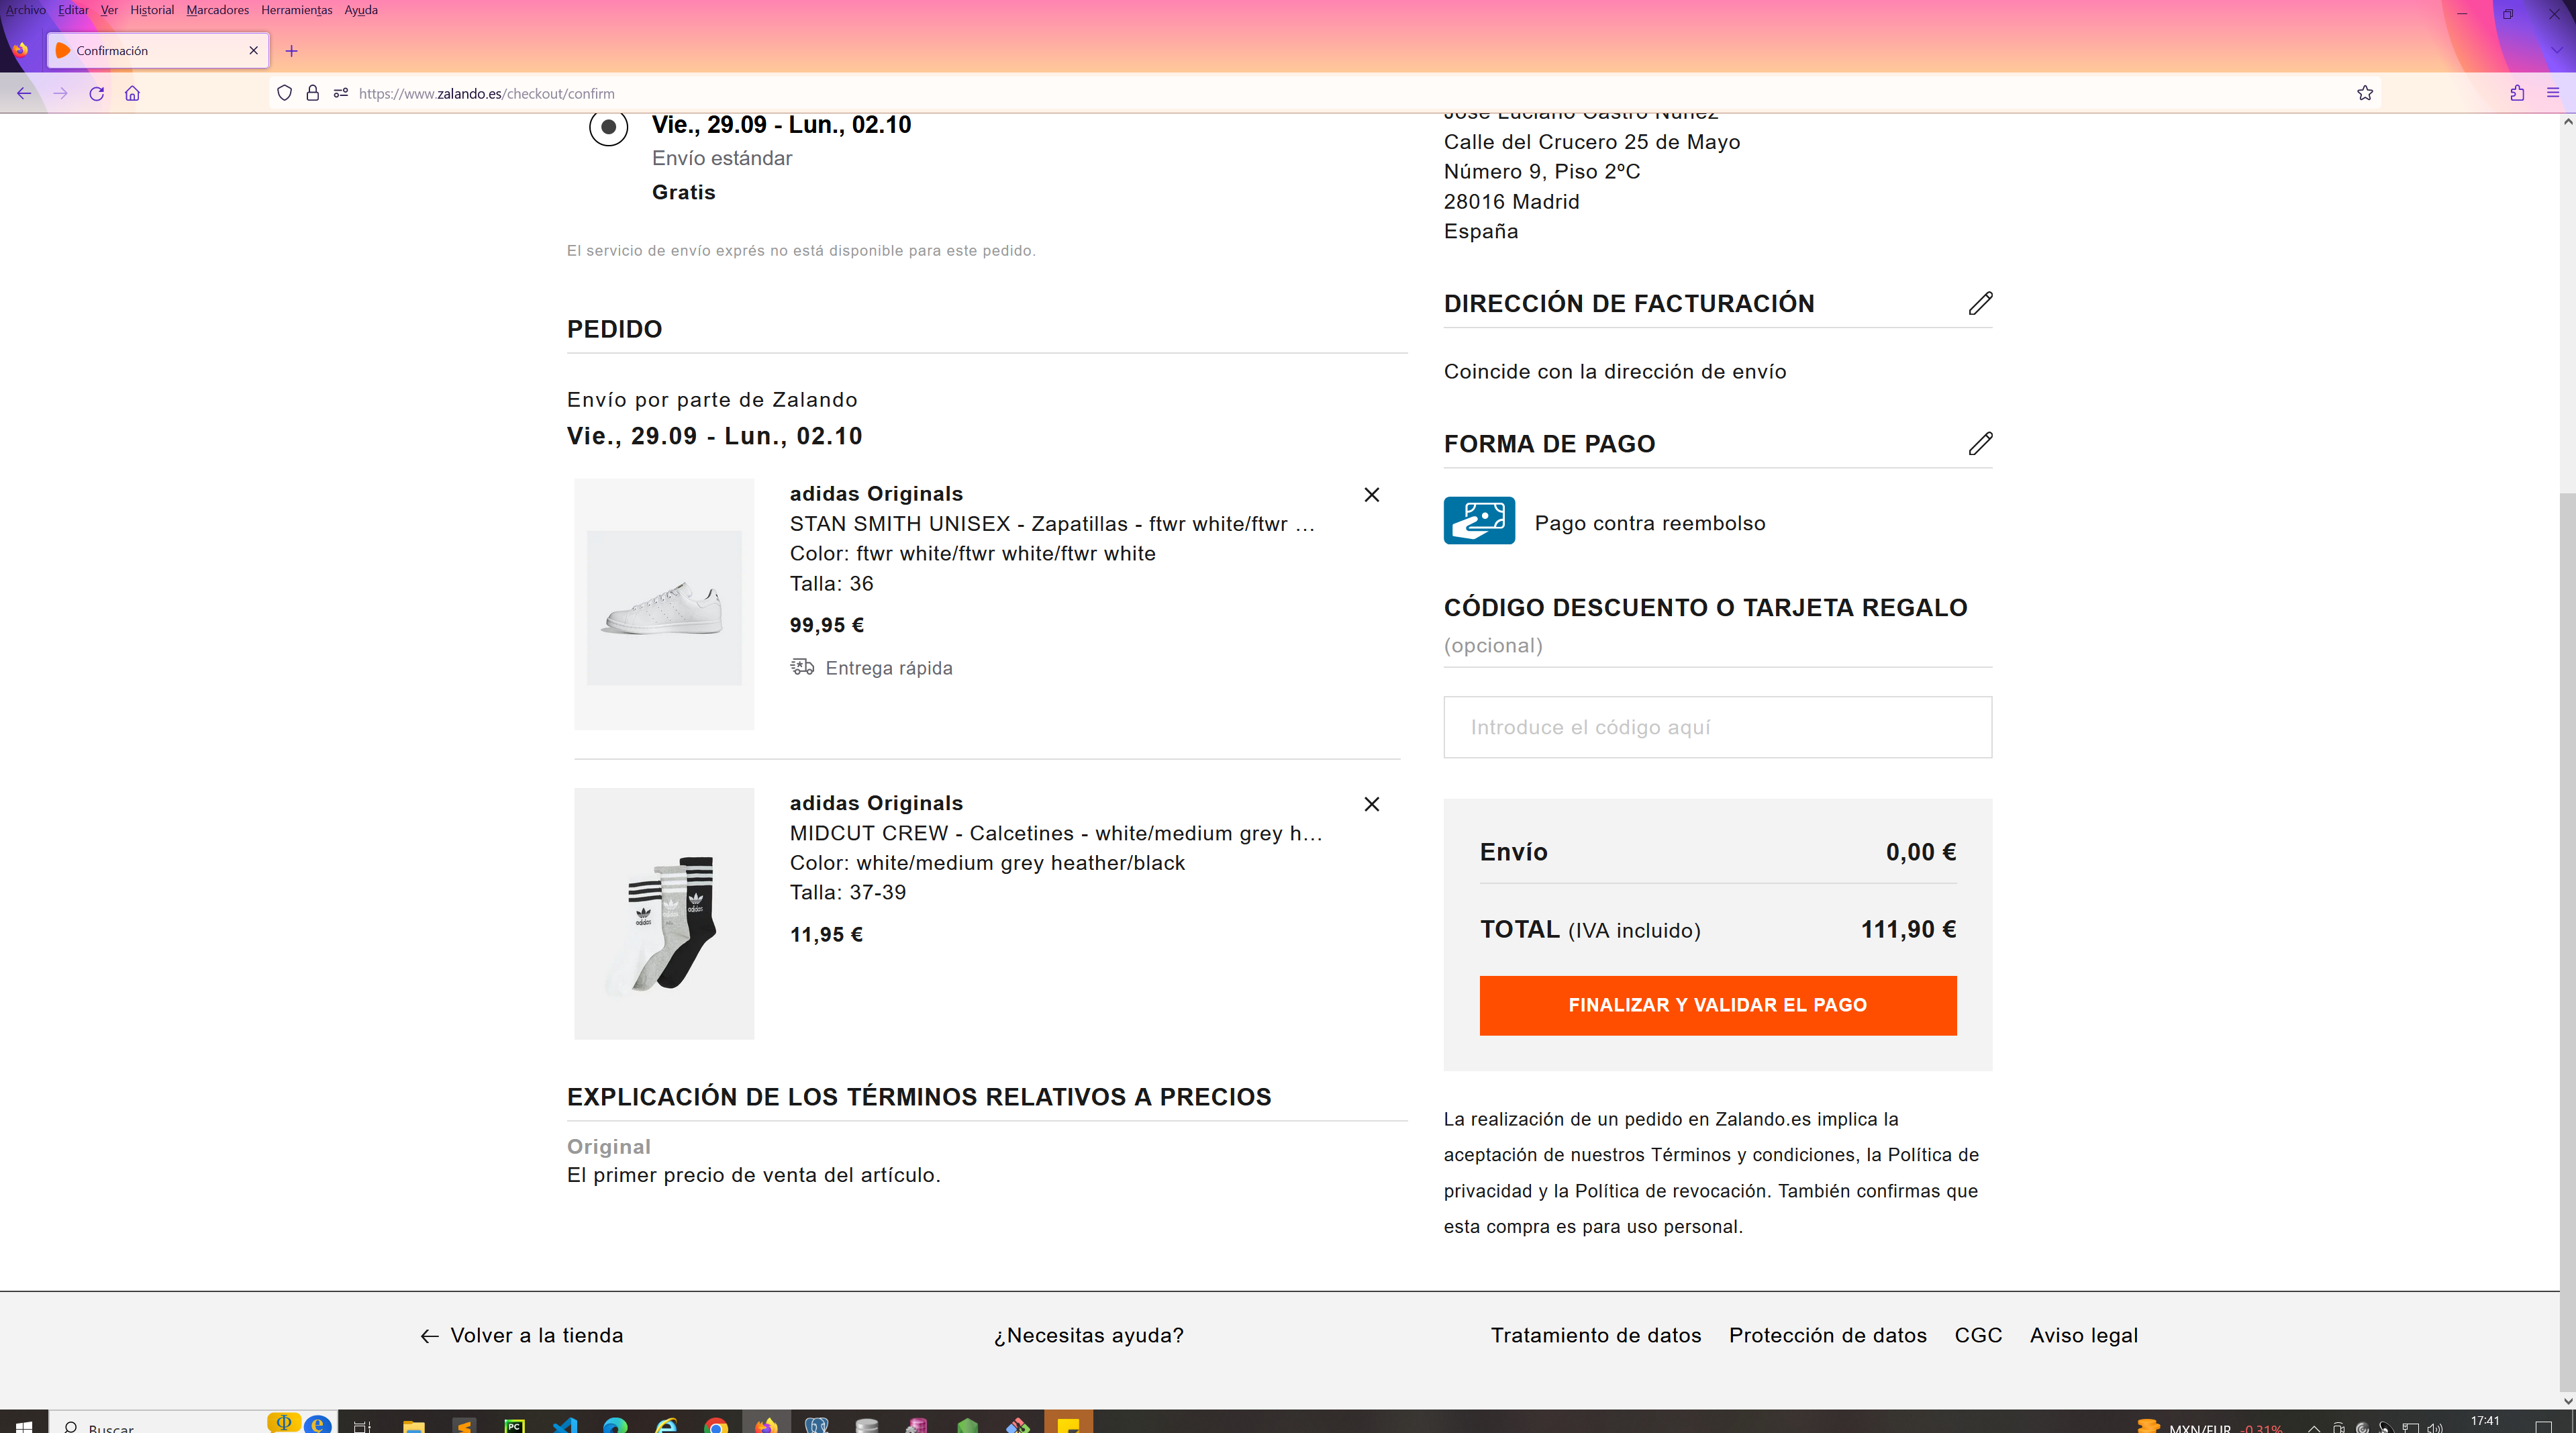 Archivo Editar Ver Historial Marcadores Herramientas Ayuda
Confirmación
https://www.zalando.es/checkout/confirm
Vie., 29.09 - Lun., 02.10
Envío estándar
Gratis
El servicio de envío exprés no está disponible para este pedido.
PEDIDO
Envío por parte de Zalando
Vie., 29.09 - Lun., 02.10
adidas Originals
STAN SMITH UNISEX - Zapatillas - ftwr white/ftwr …
Color: ftwr white/ftwr white/ftwr white
Talla: 36
99,95 €
Entrega rápida
adidas Originals
MIDCUT CREW - Calcetines - white/medium grey h…
Color: white/medium grey heather/black
Talla: 37-39
11,95 €
adidas
adidas
adidas
EXPLICACIÓN DE LOS TÉRMINOS RELATIVOS A PRECIOS
Original
El primer precio de venta del artículo.
Jose Luciano Castro Nuñez
Calle del Crucero 25 de Mayo
Número 9, Piso 2ºC
28016 Madrid
España
DIRECCIÓN DE FACTURACIÓN
Coincide con la dirección de envío
FORMA DE PAGO
Pago contra reembolso
CÓDIGO DESCUENTO O TARJETA REGALO
(opcional)
Introduce el código aquí
Envío 0,00 €
TOTAL (IVA incluido) 111,90 €
FINALIZAR Y VALIDAR EL PAGO
La realización de un pedido en Zalando.es implica la
aceptación de nuestros Términos y condiciones, la Política de
privacidad y la Política de revocación. También confirmas que
esta compra es para uso personal.
Volver a la tienda ¿Necesitas ayuda? Tratamiento de datos Protección de datos CGC Aviso legal
Buscar
PC
MXN/EUR -0.31%
17:41